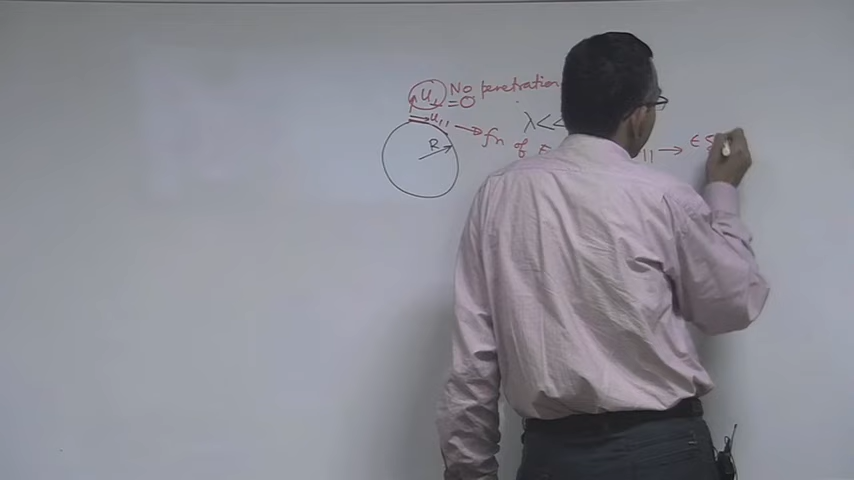 U⊥ No penetration
= 0
u||
λ<<
R
→ fn of E
|| → ε ζ